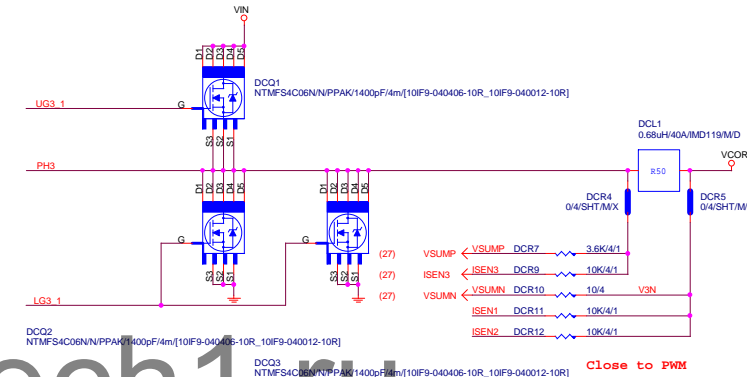 VIN
D1 D2 D3 D4 D5
DCQ1
NTMFS4C06N/N/PPAK/1400pF/4m/[10IF9-040406-10R_10IF9-040012-10R]
UG3_1
G
S3 S2 S1
DCL1
0.68uH/40A/IMD119/M/D
PH3
VCOR
D1 D2 D3 D4 D5
D1 D2 D3 D4 D5
R50
DCR4
0/4/SHT/M/X
DCR5
0/4/SHT/M/
G
G
(27) VSUMP VSUMP DCR7 3.6K/4/1
S3 S2 S1
S3 S2 S1
(27) ISEN3 ISEN3 DCR9 10K/4/1
(27) VSUMN VSUMN DCR10 10/4 V3N
LG3_1
ISEN1 DCR11 10K/4/1
ISEN2 DCR12 10K/4/1
DCQ2
NTMFS4C06N/N/PPAK/1400pF/4m/[10IF9-040406-10R_10IF9-040012-10R]
DCQ3
NTMFS4C06N/N/PPAK/1400pF/4m/[10IF9-040406-10R_10IF9-040012-10R]
Close to PWM